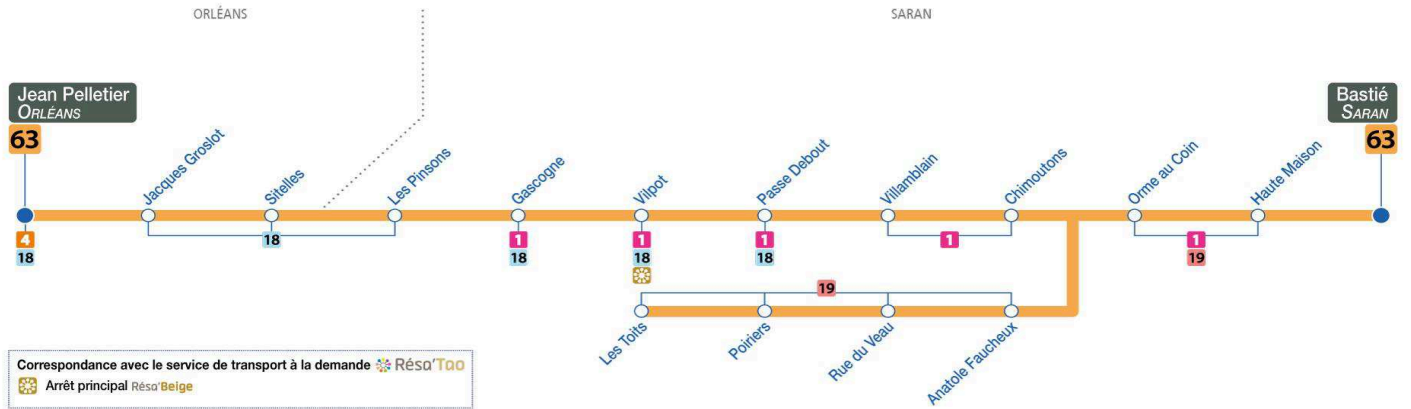 ORLÉANS
SARAN
Jean Pelletier
ORLÉANS
63
Bastié
SARAN
63
Jacques Groslot
Sitelles
Les Pinsons
Gascogne
Vilpot
Passe Debout
Villamblain
Chimoutons
Orme au Coin
Haute Maison
4
18
18
1
18
1
18
1
18
1
1
19
19
Les Toits
Poiriers
Rue du Veau
Anatole Faucheux
Correspondance avec le service de transport à la demande Résa'Tao
Arrêt principal Résa'Beige